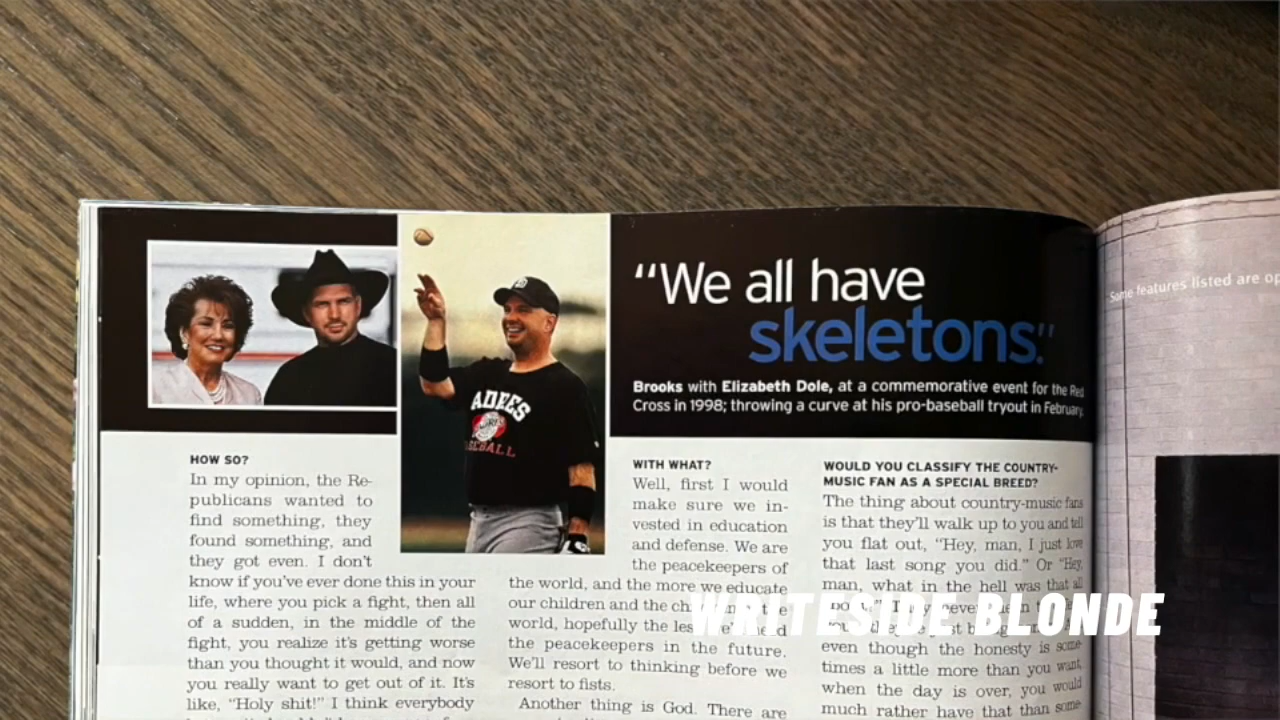 “We all have
skeletons.”
Brooks with Elizabeth Dole, at a commemorative event for the Red
Cross in 1998; throwing a curve at his pro-baseball tryout in February.
Some features listed are op
ADRES
BASEBALL
HOW SO?
In my opinion, the Re-
publicans wanted to
find something, they
found something, and
they got even. I don't
know if you've ever done this in your
life, where you pick a fight, then all
of a sudden, in the middle of the
fight, you realize it's getting worse
than you thought it would, and now
you really want to get out of it. It's
like, “Holy shit!” I think everybody
WITH WHAT?
Well, first I would
make sure we in-
vested in education
and defense. We are
the peacekeepers of
the world, and the more we educate
our children and the
world, hopefully the
the peacekeepers in the future.
We'll resort to thinking before we
resort to fists.
Another thing is God. There are
WOULD YOU CLASSIFY THE COUNTRY-
MUSIC FAN AS A SPECIAL BREED?
The thing about country-music fans
is that they'll walk up to you and tell
you flat out, “Hey, man, I just love
that last song you did.” Or “Hey,
man, what in the hell was that all
even though the honesty is some-
times a little more than you want,
when the day is over, you would
much rather have that than some-
WRITESIDE BLONDE